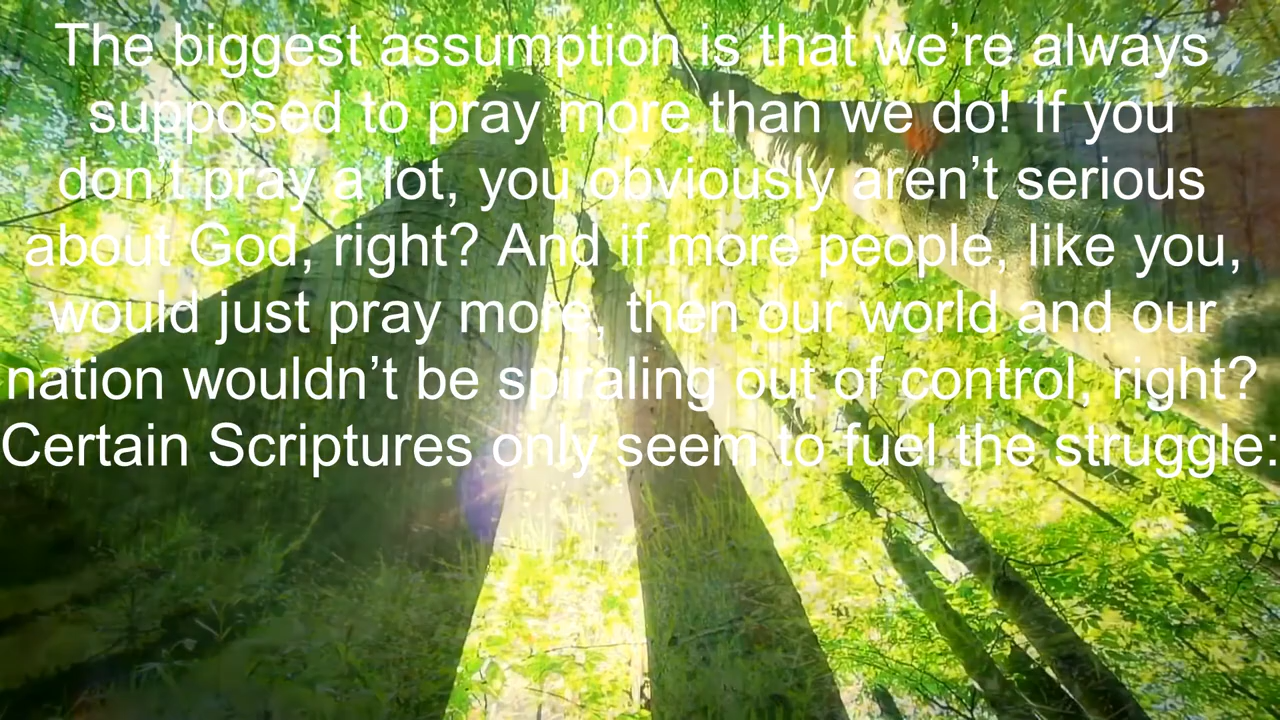 The biggest assumption is that we’re always
supposed to pray more than we do! If you
don’t pray a lot, you obviously aren’t serious
about God, right? And if more people, like you,
would just pray more, then our world and our
nation wouldn’t be spiraling out of control, right?
Certain Scriptures only seem to fuel the struggle: